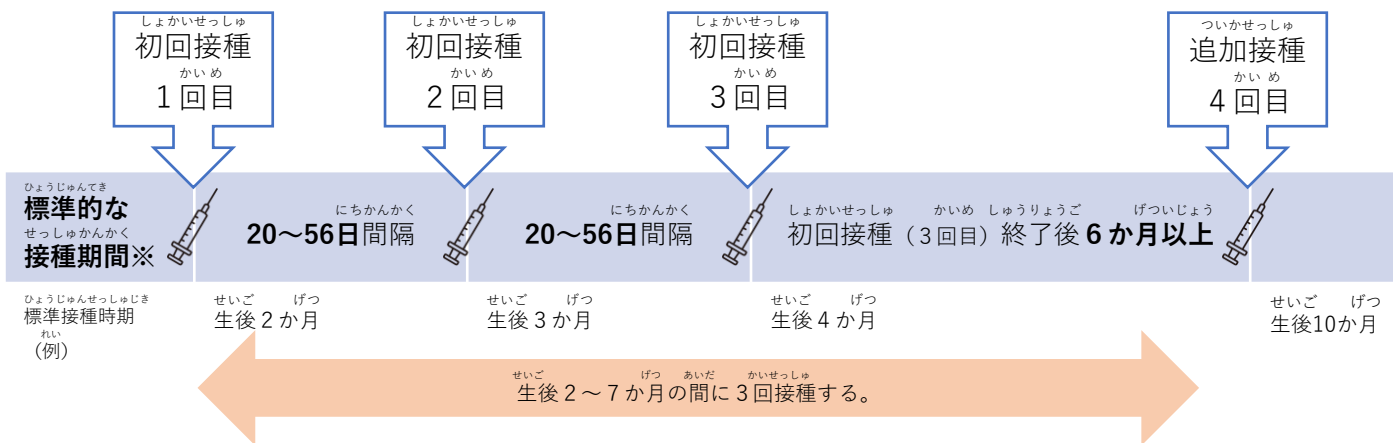 しょかいせっしゅ
初回接種
かいめ
1回目
しょかいせっしゅ
初回接種
かいめ
2回目
しょかいせっしゅ
初回接種
かいめ
3回目
ついかせっしゅ
追加接種
かいめ
4回目
ひょうじゅんてき
標準的な
せっしゅかんかく
接種期間※
にちかんかく
20～56日間隔
にちかんかく
20～56日間隔
しょかいせっしゅ かいめ しゅうりょうご げついじょう
初回接種（3回目）終了後6か月以上
ひょうじゅんせっしゅじき
標準接種時期
れい
（例）
せいご げつ
生後2か月
せいご げつ
生後3か月
せいご げつ
生後4か月
せいご げつ
生後10か月
せいご げつ あいだ かいせっしゅ
生後2～7か月の間に3回接種する。